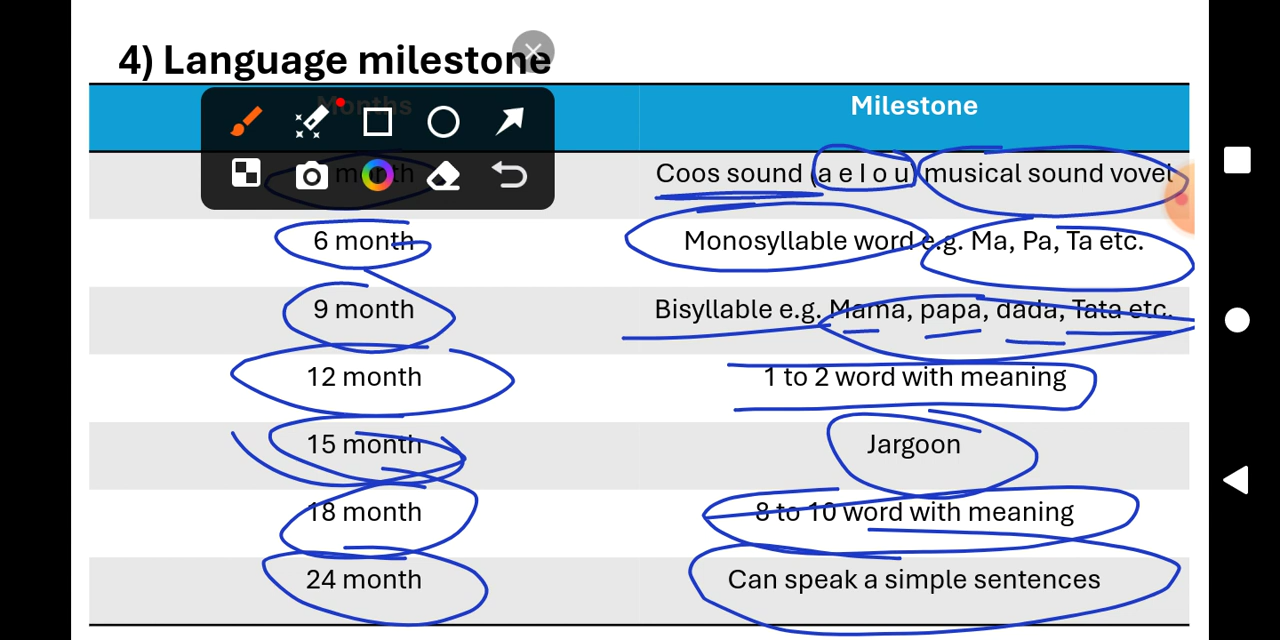 4) Language milestone
Months Milestone
month Coos sound (a e l o u) musical sound vovel
6 month Monosyllable word e.g. Ma, Pa, Ta etc.
9 month Bisyllable e.g. Mama, papa, dada, Tata etc.
12 month 1 to 2 word with meaning
15 month Jargoon
18 month 8 to 10 word with meaning
24 month Can speak a simple sentences